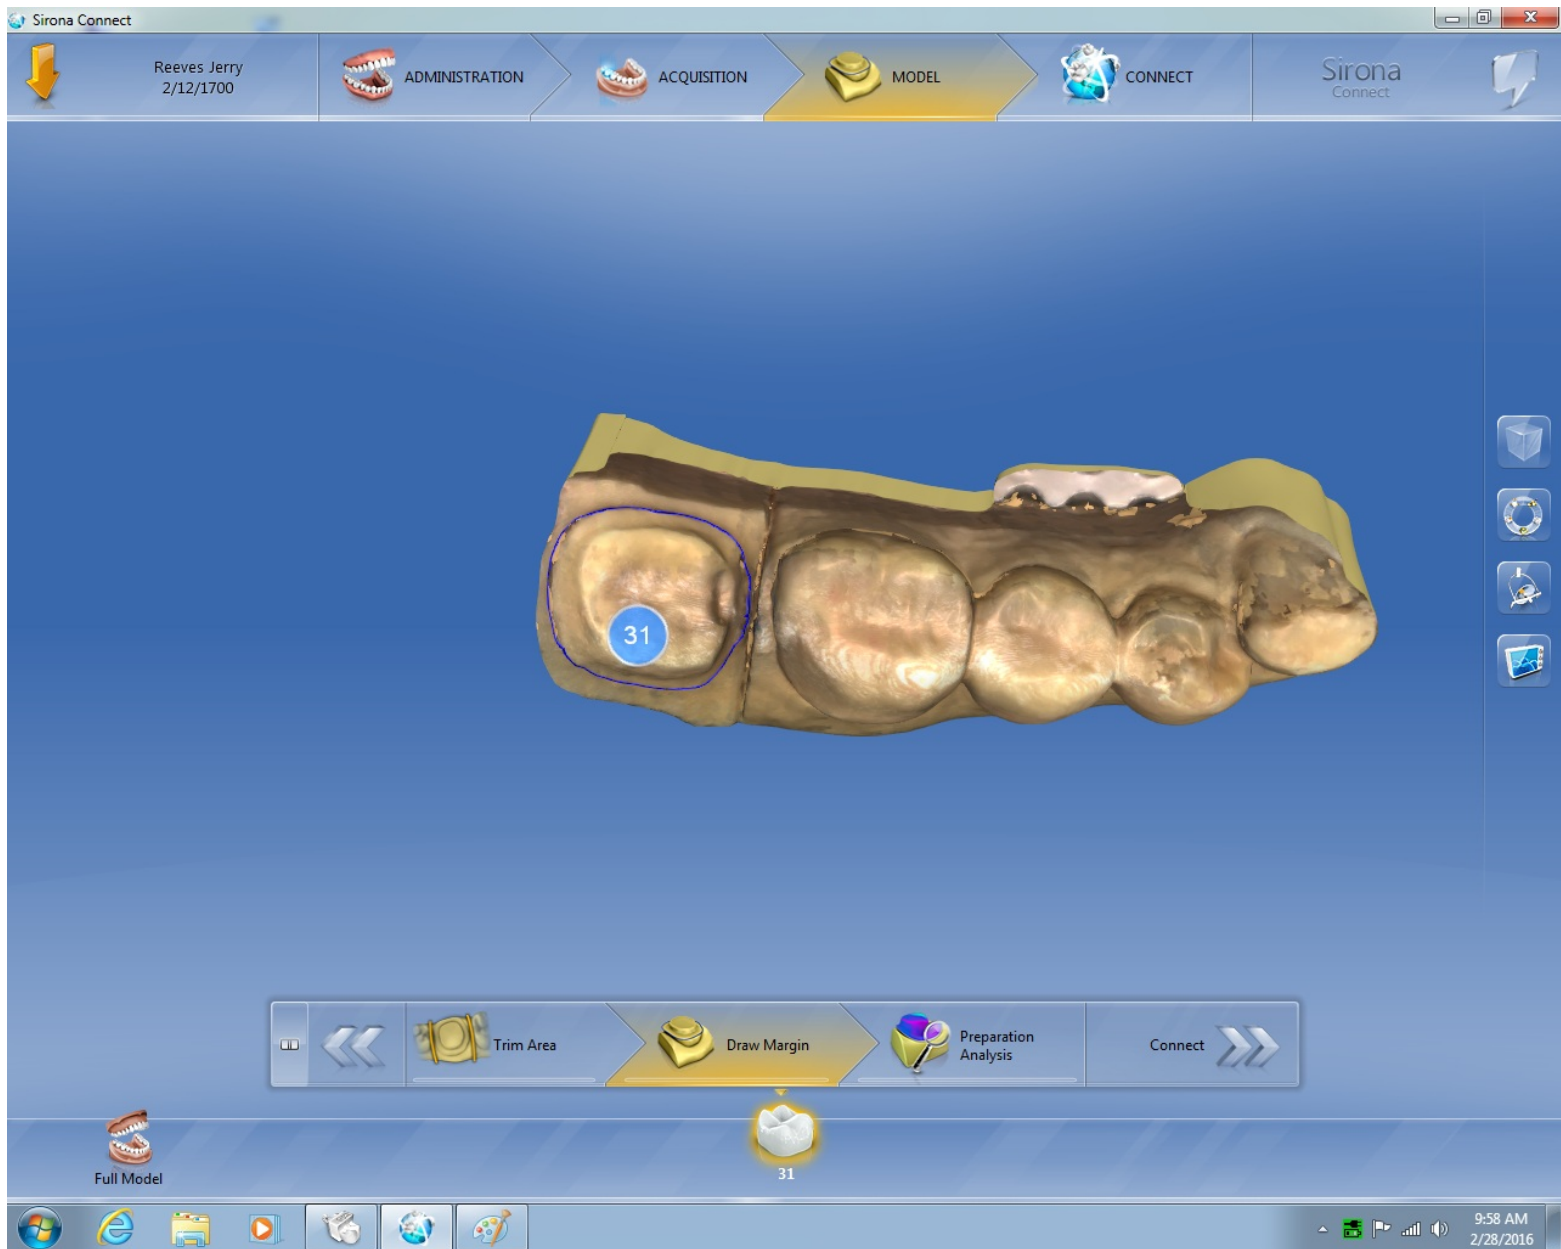 Sirona Connect
Reeves Jerry
2/12/1700
ADMINISTRATION
ACQUISITION
MODEL
CONNECT
Sirona
Connect
31
Trim Area
Draw Margin
Preparation
Analysis
Connect
Full Model
31
9:58 AM
2/28/2016